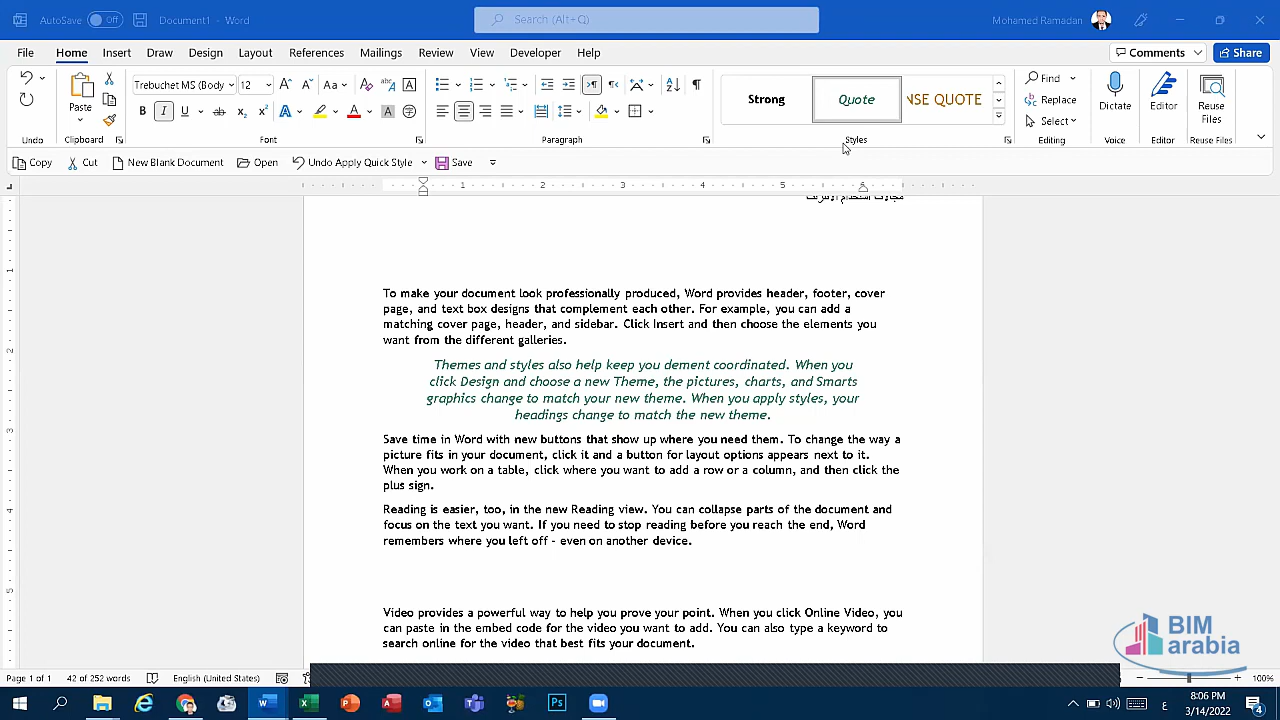 AutoSave Off Document1 - Word Search (Alt+Q) Mohamed Ramadan
File Home Insert Draw Design Layout References Mailings Review View Developer Help Comments Share
Trebuchet MS (Body 12 Aa
Paste
B I U ab x₂ x² A A A
Strong Quote NSE QUOTE
Find
Replace
Select
Dictate Editor Reuse Files
Undo Clipboard Font Paragraph Styles Editing Voice Editor Reuse Files
Copy Cut New Blank Document Open Undo Apply Quick Style Save
1 2 3 4 5 6
مجالات استخدام الانترنت
To make your document look professionally produced, Word provides header, footer, cover
page, and text box designs that complement each other. For example, you can add a
matching cover page, header, and sidebar. Click Insert and then choose the elements you
want from the different galleries.
Themes and styles also help keep you dement coordinated. When you
click Design and choose a new Theme, the pictures, charts, and Smarts
graphics change to match your new theme. When you apply styles, your
headings change to match the new theme.
Save time in Word with new buttons that show up where you need them. To change the way a
picture fits in your document, click it and a button for layout options appears next to it.
When you work on a table, click where you want to add a row or a column, and then click the
plus sign.
Reading is easier, too, in the new Reading view. You can collapse parts of the document and
focus on the text you want. If you need to stop reading before you reach the end, Word
remembers where you left off - even on another device.
Video provides a powerful way to help you prove your point. When you click Online Video, you
can paste in the embed code for the video you want to add. You can also type a keyword to
search online for the video that best fits your document.
BIM
arabia
Page 1 of 1 42 of 252 words English (United States) 100%
8:06 PM
3/14/2022